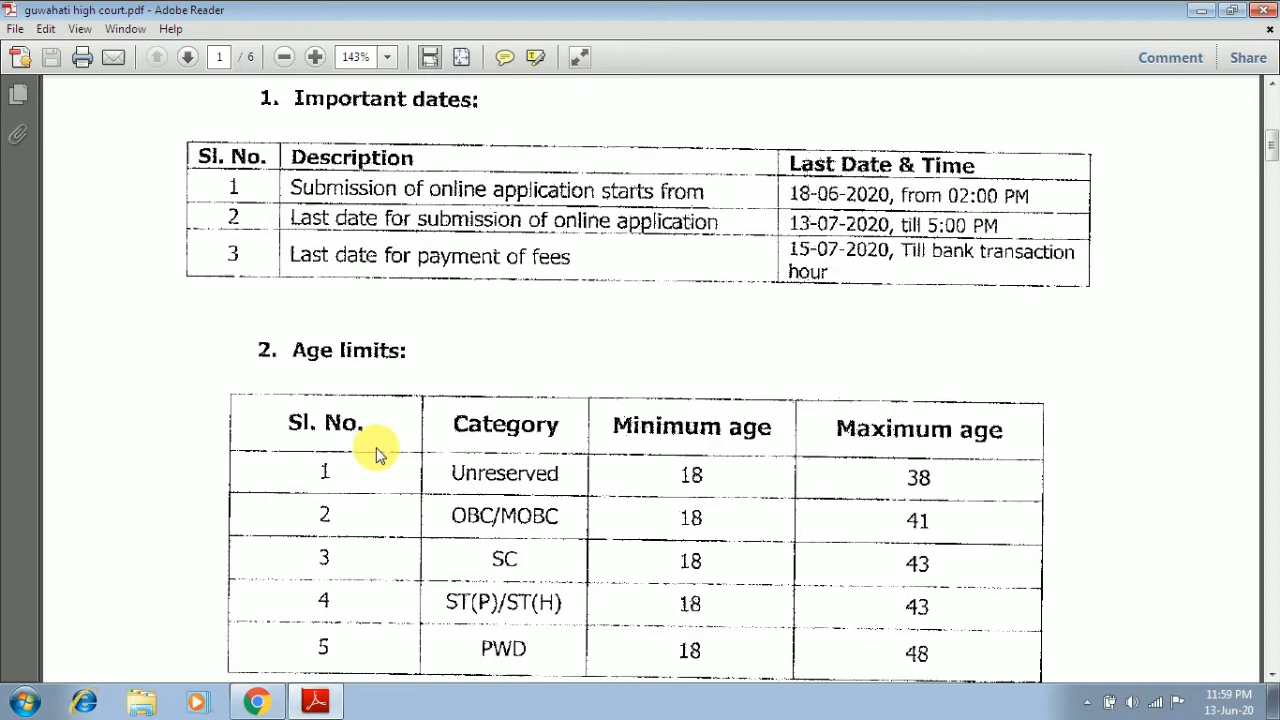 guwahati high court.pdf - Adobe Reader
File Edit View Window Help
1 / 6 143% Comment Share
1. Important dates:
Sl. No. Description Last Date & Time
1 Submission of online application starts from 18-06-2020, from 02:00 PM
2 Last date for submission of online application 13-07-2020, till 5:00 PM
3 Last date for payment of fees 15-07-2020, Till bank transaction
hour
2. Age limits:
Sl. No. Category Minimum age Maximum age
1 Unreserved 18 38
2 OBC/MOBC 18 41
3 SC 18 43
4 ST(P)/ST(H) 18 43
5 PWD 18 48
11:59 PM
13-Jun-20